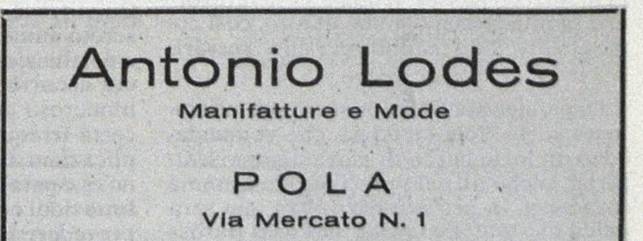 Antonio Lodes
Manifatture e Mode
POLA
Via Mercato N. 1